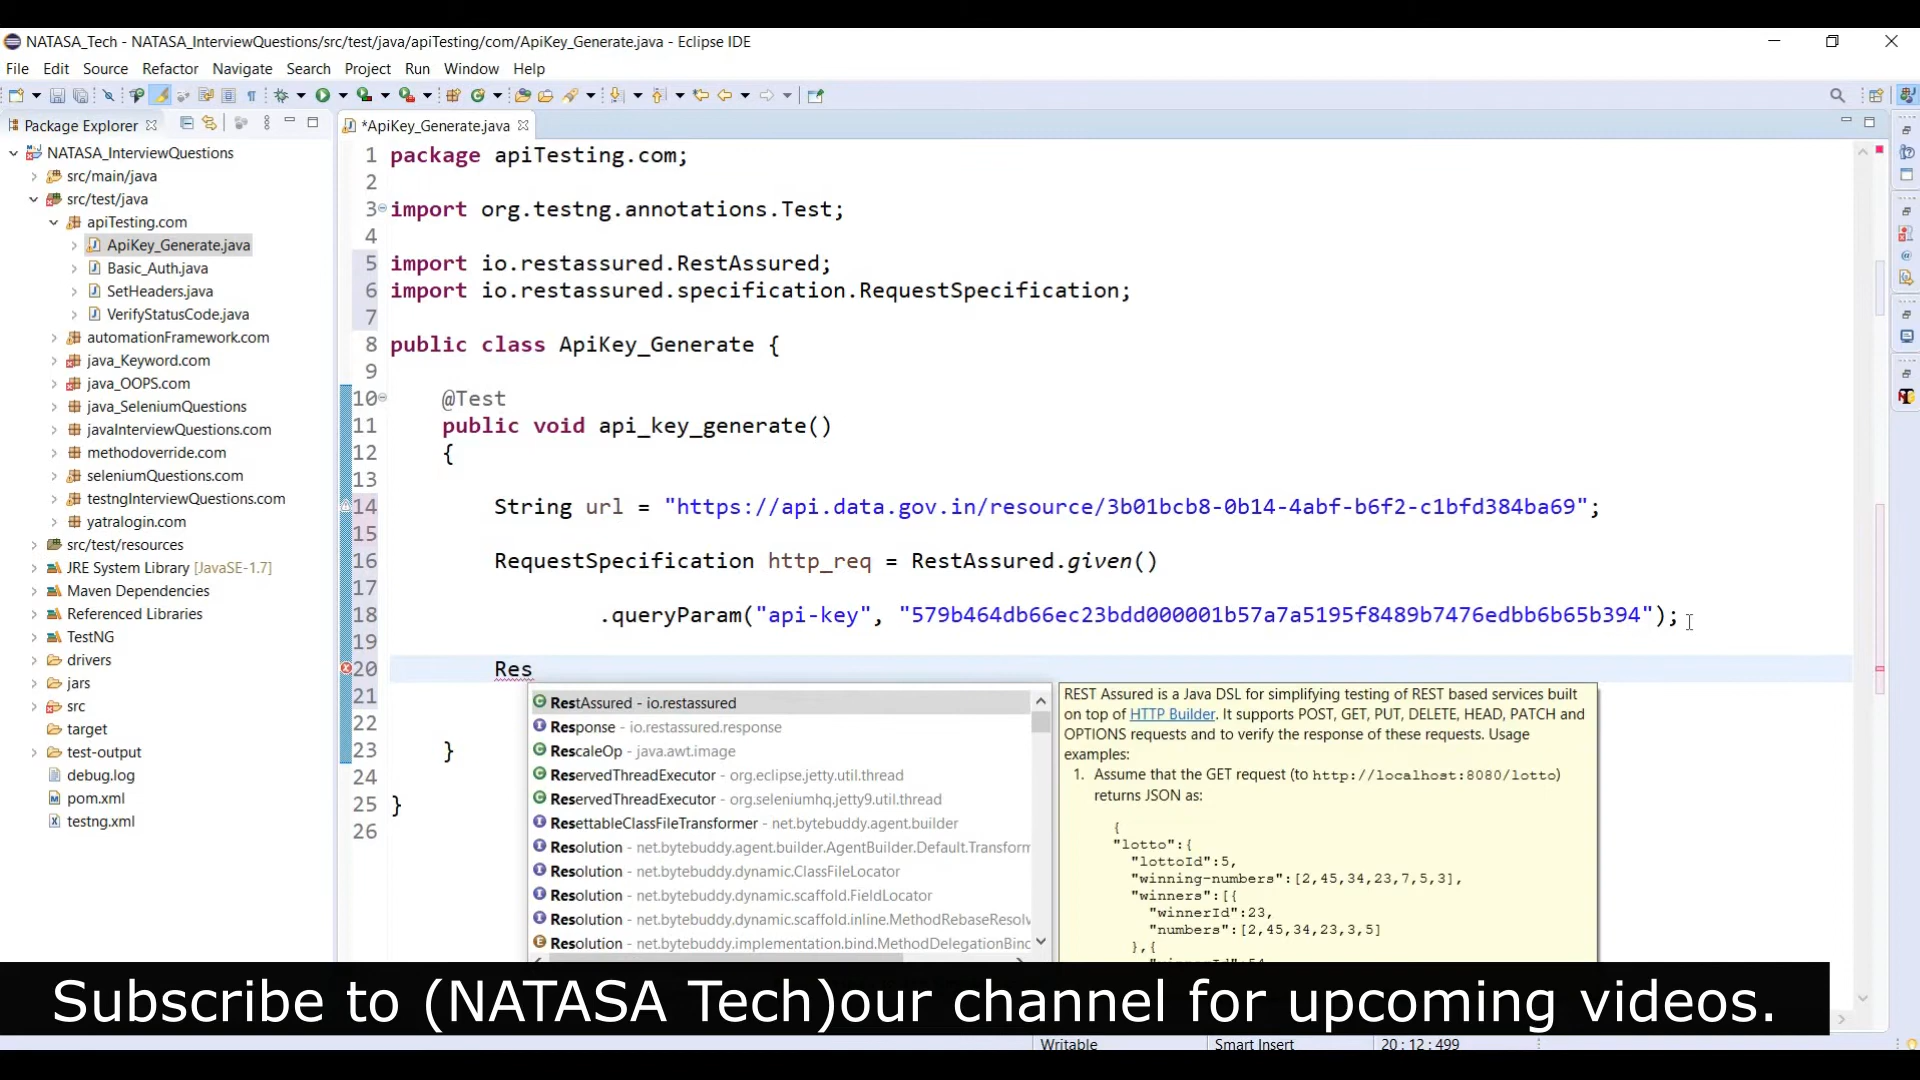 NATASA_Tech - NATASA_InterviewQuestions/src/test/java/apiTesting/com/ApiKey_Generate.java - Eclipse IDE
File Edit Source Refactor Navigate Search Project Run Window Help
Package Explorer
*ApiKey_Generate.java
NATASA_InterviewQuestions
src/main/java
src/test/java
apiTesting.com
ApiKey_Generate.java
Basic_Auth.java
SetHeaders.java
VerifyStatusCode.java
automationFramework.com
java_Keyword.com
java_OOPS.com
java_SeleniumQuestions
javaInterviewQuestions.com
methodoverride.com
seleniumQuestions.com
testngInterviewQuestions.com
yatralogin.com
src/test/resources
JRE System Library [JavaSE-1.7]
Maven Dependencies
Referenced Libraries
TestNG
drivers
jars
src
target
test-output
debug.log
pom.xml
testng.xml
1 package apiTesting.com;
2
3 import org.testng.annotations.Test;
4
5 import io.restassured.RestAssured;
6 import io.restassured.specification.RequestSpecification;
7
8 public class ApiKey_Generate {
9
10 @Test
11 public void api_key_generate()
12 {
13
14 String url = "https://api.data.gov.in/resource/3b01bcb8-0b14-4abf-b6f2-c1bfd384ba69";
15
16 RequestSpecification http_req = RestAssured.given()
17
18 .queryParam("api-key", "579b464db66ec23bdd000001b57a7a5195f8489b7476edbb6b65b394");
19
20 Res
21
22
23 }
24
25 }
26
RestAssured - io.restassured
Response - io.restassured.response
RescaleOp - java.awt.image
ReservedThreadExecutor - org.eclipse.jetty.util.thread
ReservedThreadExecutor - org.seleniumhq.jetty9.util.thread
ResettableClassFileTransformer - net.bytebuddy.agent.builder
Resolution - net.bytebuddy.agent.builder.AgentBuilder.Default.Transform
Resolution - net.bytebuddy.dynamic.ClassFileLocator
Resolution - net.bytebuddy.dynamic.scaffold.FieldLocator
Resolution - net.bytebuddy.dynamic.scaffold.inline.MethodRebaseResolv
Resolution - net.bytebuddy.implementation.bind.MethodDelegationBind
REST Assured is a Java DSL for simplifying testing of REST based services built
on top of HTTP Builder. It supports POST, GET, PUT, DELETE, HEAD, PATCH and
OPTIONS requests and to verify the response of these requests. Usage
examples:
1. Assume that the GET request (to http://localhost:8080/lotto)
returns JSON as:
{
"lotto":{
"lottoId":5,
"winning-numbers":[2,45,34,23,7,5,3],
"winners":[{
"winnerId":23,
"numbers":[2,45,34,23,3,5]
},{
Subscribe to (NATASA Tech)our channel for upcoming videos.
Writable Smart Insert 20 : 12 : 499